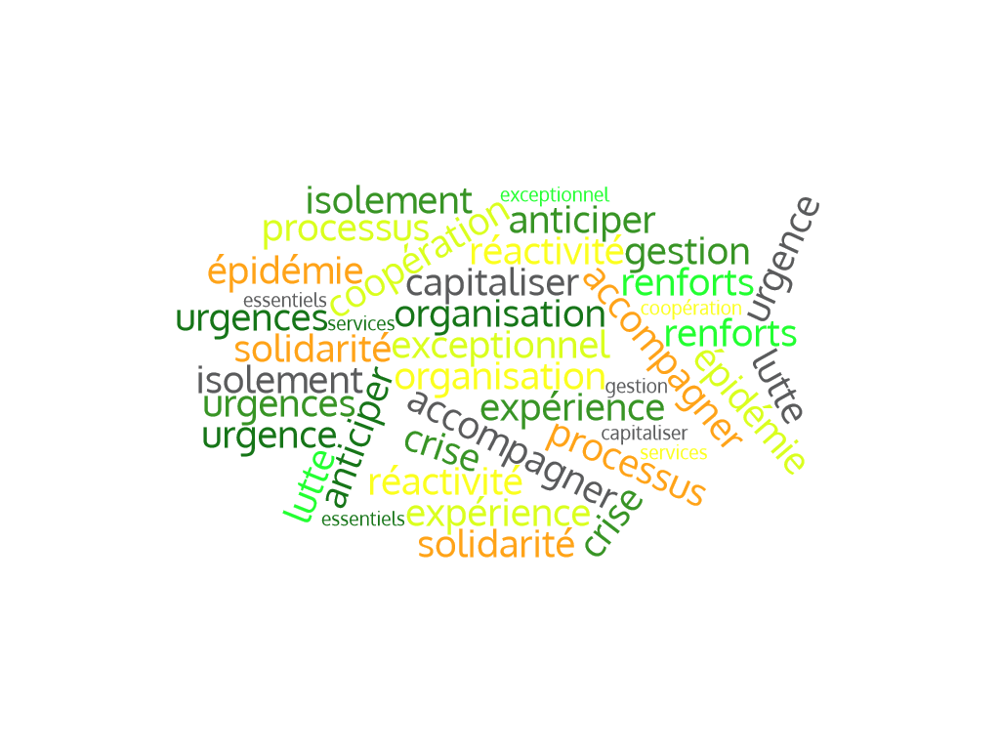 isolement
exceptionnel
processus
coopération
anticiper
urgence
réactivité
gestion
épidémie
capitaliser
accompagner
renforts
essentiels
coopération
urgences
services
organisation
renforts
solidarité
exceptionnel
épidémie
lutte
isolement
organisation
gestion
urgences
anticiper
accompagner
expérience
urgence
crise
processus
capitaliser
services
lutte
réactivité
essentiels
expérience
crise
solidarité